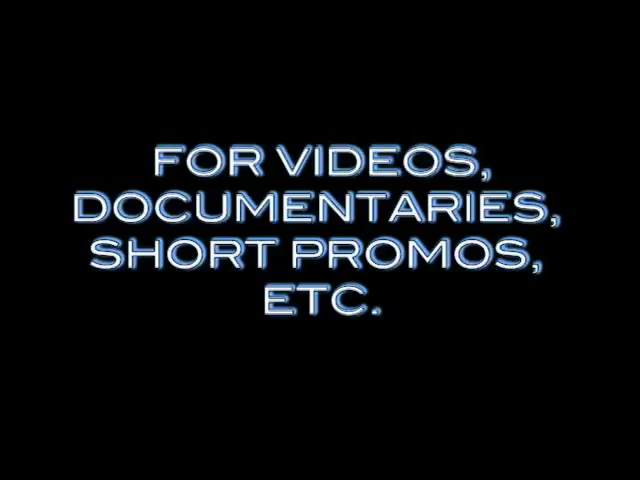 FOR VIDEOS,
DOCUMENTARIES,
SHORT PROMOS,
ETC.